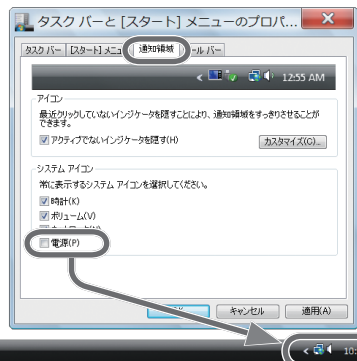 タスク バーと [スタート] メニューのプロパ...
タスク バー [スタート] メニュ 通知領域 ール バー
12:55 AM
アイコン
最近クリックしていないインジケータを隠すことにより、通知領域をすっきりさせることが
できます。
アクティブでないインジケータを隠す(H)
カスタマイズ(C)...
システム アイコン
常に表示するシステム アイコンを選択してください。
時計(K)
ボリューム(V)
電源(P)
キャンセル 適用(A)
10: